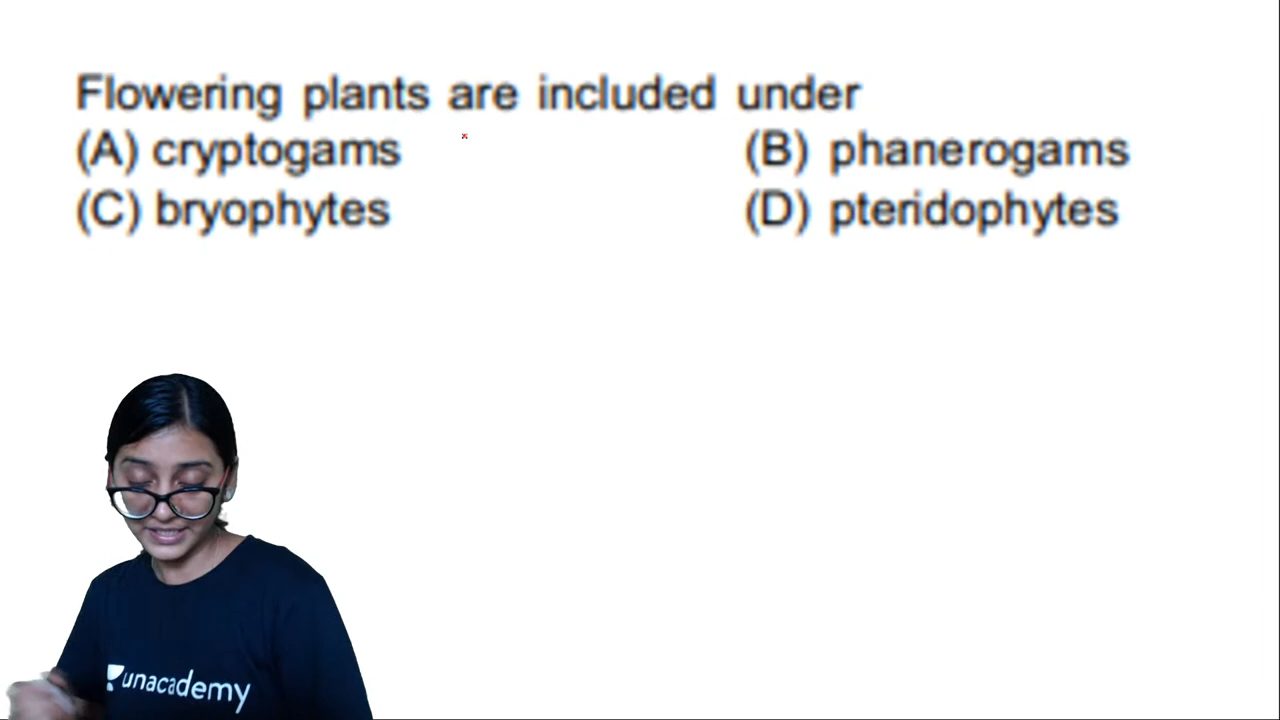 Flowering plants are included under
(A) cryptogams (B) phanerogams
(C) bryophytes (D) pteridophytes
unacademy